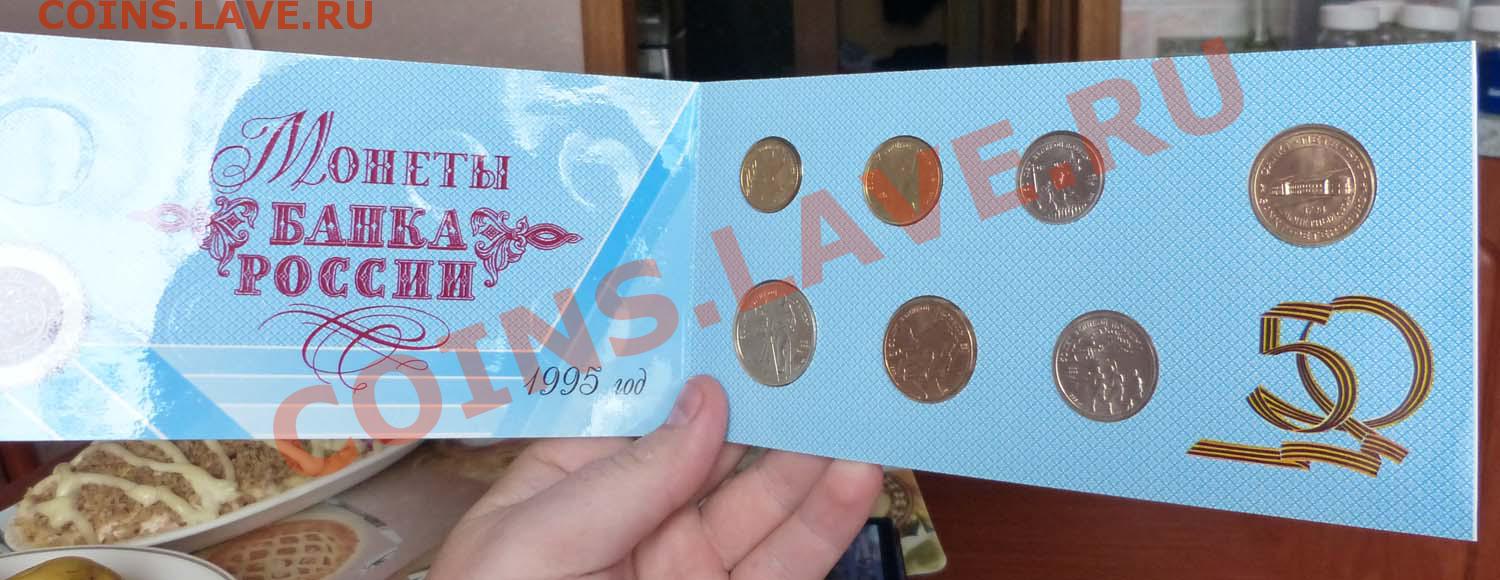 COINS.LAVE.RU
Монеты
БАНКА
РОССИИ
1995 год
50
COINS.LAVE.RU